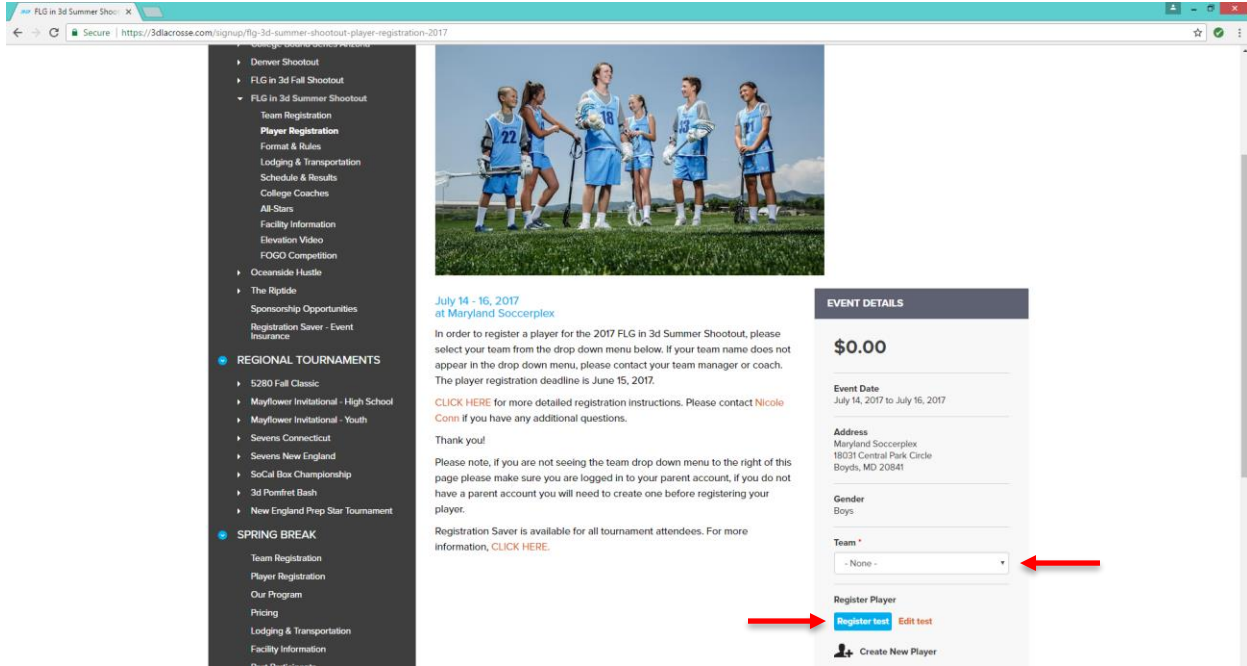 FLG in 3d Summer Shoo
Secure | https://3dlacrosse.com/signup/flg-3d-summer-shootout-player-registration-2017
College Bound Series Arizona
Denver Shootout
FLG in 3d Fall Shootout
FLG in 3d Summer Shootout
Team Registration
Player Registration
Format & Rules
Lodging & Transportation
Schedule & Results
College Coaches
All-Stars
Facility Information
Elevation Video
FOGO Competition
Oceanside Hustle
The Riptide
Sponsorship Opportunities
Registration Saver - Event
Insurance
REGIONAL TOURNAMENTS
5280 Fall Classic
Mayflower Invitational - High School
Mayflower Invitational - Youth
Sevens Connecticut
Sevens New England
SoCal Box Championship
3d Pomfret Bash
New England Prep Star Tournament
SPRING BREAK
Team Registration
Player Registration
Our Program
Pricing
Lodging & Transportation
Facility Information
Past Participants
22
18
13
21
July 14 - 16, 2017
at Maryland Soccerplex
In order to register a player for the 2017 FLG in 3d Summer Shootout, please
select your team from the drop down menu below. If your team name does not
appear in the drop down menu, please contact your team manager or coach.
The player registration deadline is June 15, 2017.
CLICK HERE for more detailed registration instructions. Please contact Nicole
Conn if you have any additional questions.
Thank you!
Please note, if you are not seeing the team drop down menu to the right of this
page please make sure you are logged in to your parent account, if you do not
have a parent account you will need to create one before registering your
player.
Registration Saver is available for all tournament attendees. For more
information, CLICK HERE.
EVENT DETAILS
$0.00
Event Date
July 14, 2017 to July 16, 2017
Address
Maryland Soccerplex
18031 Central Park Circle
Boyds, MD 20841
Gender
Boys
Team *
- None -
Register Player
Register test Edit test
Create New Player